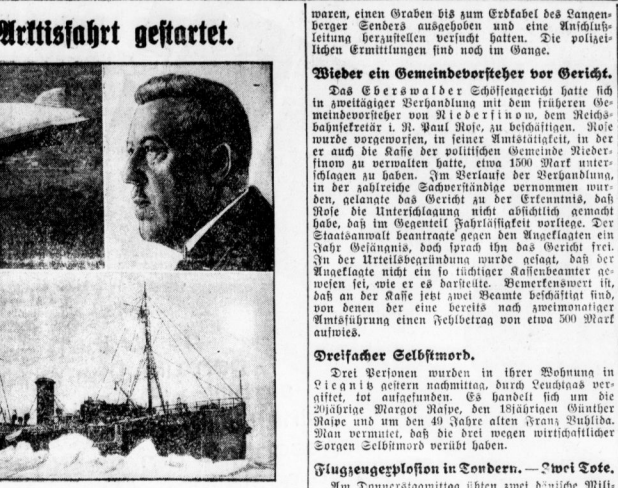 Arktisfahrt gestartet.
waren, einen Graben bis zum Erdkabel des Langen-
berger Senders ausgehoben und eine Anschluß-
leitung herzustellen versucht hatten. Die polizei-
lichen Ermittlungen sind noch im Gange.
Wieder ein Gemeindevorsteher vor Gericht.
Das Eberswalder Schöffengericht hatte sich
in zweitägiger Verhandlung mit dem früheren Ge-
meindevorsteher von Niederfinow, dem Reichs-
bahnsekretär i. R. Paul Rose, zu beschäftigen. Rose
wurde vorgeworfen, in seiner Amtstätigkeit, in der
er auch die Kasse der politischen Gemeinde Nieder-
finow zu verwalten hatte, etwa 1500 Mark unter-
schlagen zu haben. Im Verlaufe der Verhandlung,
in der zahlreiche Sachverständige vernommen wur-
den, gelangte das Gericht zu der Erkenntnis, daß
Rose die Unterschlagung nicht absichtlich gemacht
habe, daß im Gegenteil Fahrlässigkeit vorliege. Der
Staatsanwalt beantragte gegen den Angeklagten ein
Jahr Gefängnis, doch sprach ihn das Gericht frei.
In der Urteilsbegründung wurde gesagt, daß der
Angeklagte nicht ein so tüchtiger Kassenbeamter ge-
wesen sei, wie er es darstellte. Bemerkenswert ist,
daß an der Kasse jetzt zwei Beamte beschäftigt sind,
von denen der eine bereits nach zweimonatiger
Amtsführung einen Fehlbetrag von etwa 500 Mark
aufwies.
Dreifacher Selbstmord.
Drei Personen wurden in ihrer Wohnung in
Liegnitz gestern nachmittag, durch Leuchtgas ver-
giftet, tot aufgefunden. Es handelt sich um die
20jährige Margot Raspe, den 18jährigen Günther
Raspe und um den 49 Jahre alten Franz Buhlida.
Man vermutet, daß die drei wegen wirtschaftlicher
Sorgen Selbstmord verübt haben.
Flugzeugexplosion in Tondern. — Zwei Tote.
Am Donnerstagmittag übten zwei dänische Mili-